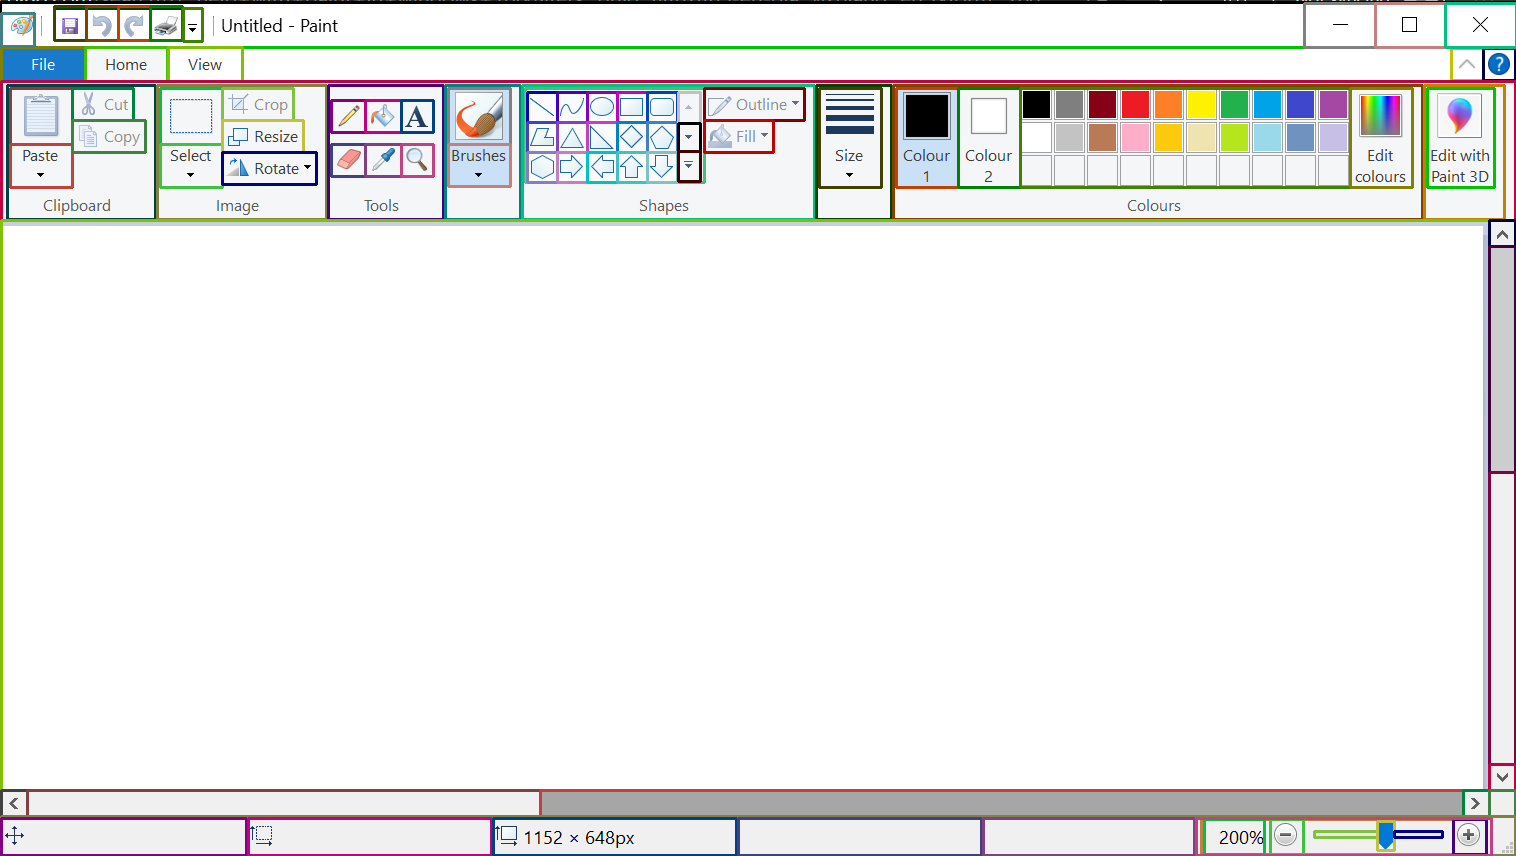 Untitled - Paint
File Home View
Paste
Cut
Copy
Clipboard
Select
Crop
Resize
Rotate
Image
A
Tools
Brushes
Outline
Fill
Shapes
Size
Colour
1
Colour
2
Edit
colours
Colours
Edit with
Paint 3D
?
1152 × 648px
200%